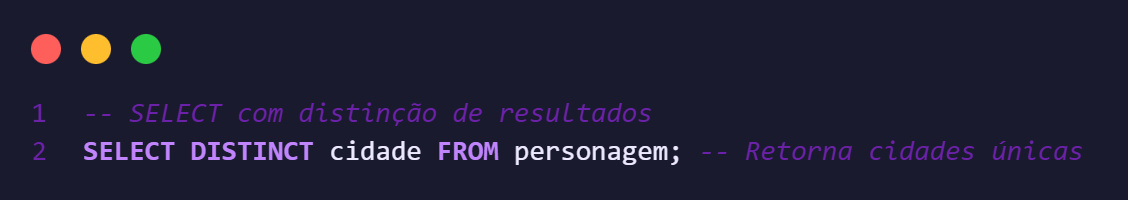 1 -- SELECT com distinção de resultados
2 SELECT DISTINCT cidade FROM personagem; -- Retorna cidades únicas